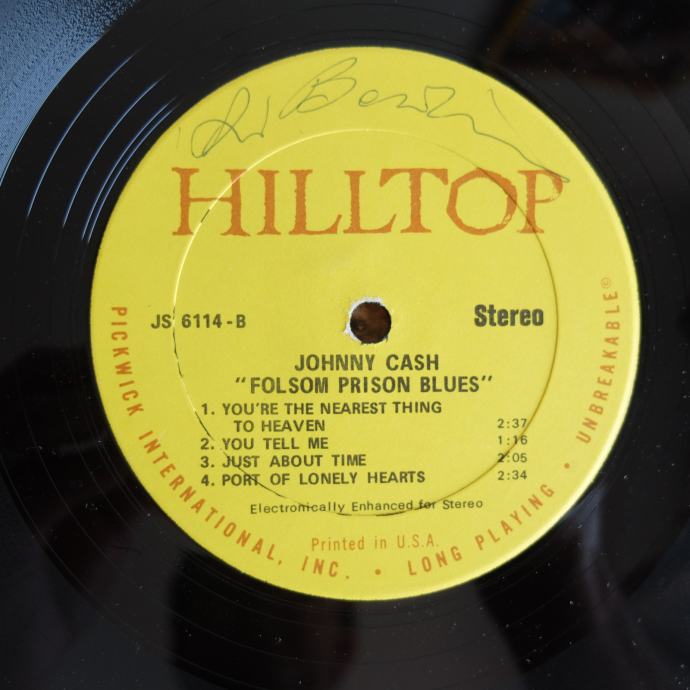 HILLTOP
JS 6114-B
Stereo
JOHNNY CASH
"FOLSOM PRISON BLUES"
1. YOU'RE THE NEAREST THING
TO HEAVEN 2:37
2. YOU TELL ME 1:16
3. JUST ABOUT TIME 2:05
4. PORT OF LONELY HEARTS 2:34
Electronically Enhanced for Stereo
Printed in U.S.A.
PICKWICK INTERNATIONAL, INC. • LONG PLAYING • UNBREAKABLE©